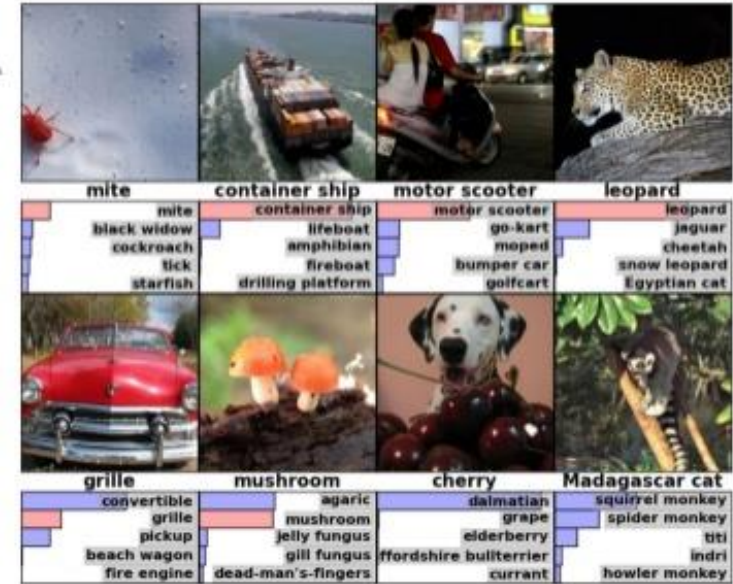 mite container ship motor scooter leopard
mite container ship motor scooter leopard
black widow lifeboat go-kart jaguar
cockroach amphibian moped cheetah
tick fireboat bumper car snow leopard
starfish drilling platform golfcart Egyptian cat
grille mushroom cherry Madagascar cat
convertible agaric dalmatian squirrel monkey
grille mushroom grape spider monkey
pickup jelly fungus elderberry titi
beach wagon gill fungus ffordshire bullterrier indri
fire engine dead-man's-fingers currant howler monkey